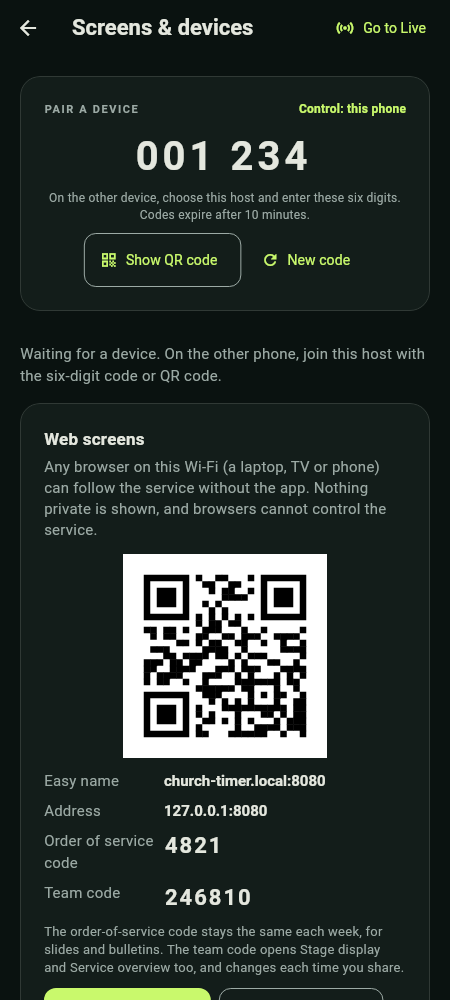 Screens & devices
Go to Live
PAIR A DEVICE
Control: this phone
001 234
On the other device, choose this host and enter these six digits.
Codes expire after 10 minutes.
Show QR code
New code
Waiting for a device. On the other phone, join this host with
the six-digit code or QR code.
Web screens
Any browser on this Wi-Fi (a laptop, TV or phone)
can follow the service without the app. Nothing
private is shown, and browsers cannot control the
service.
Easy name church-timer.local:8080
Address 127.0.0.1:8080
Order of service 4821
code
Team code 246810
The order-of-service code stays the same each week, for
slides and bulletins. The team code opens Stage display
and Service overview too, and changes each time you share.